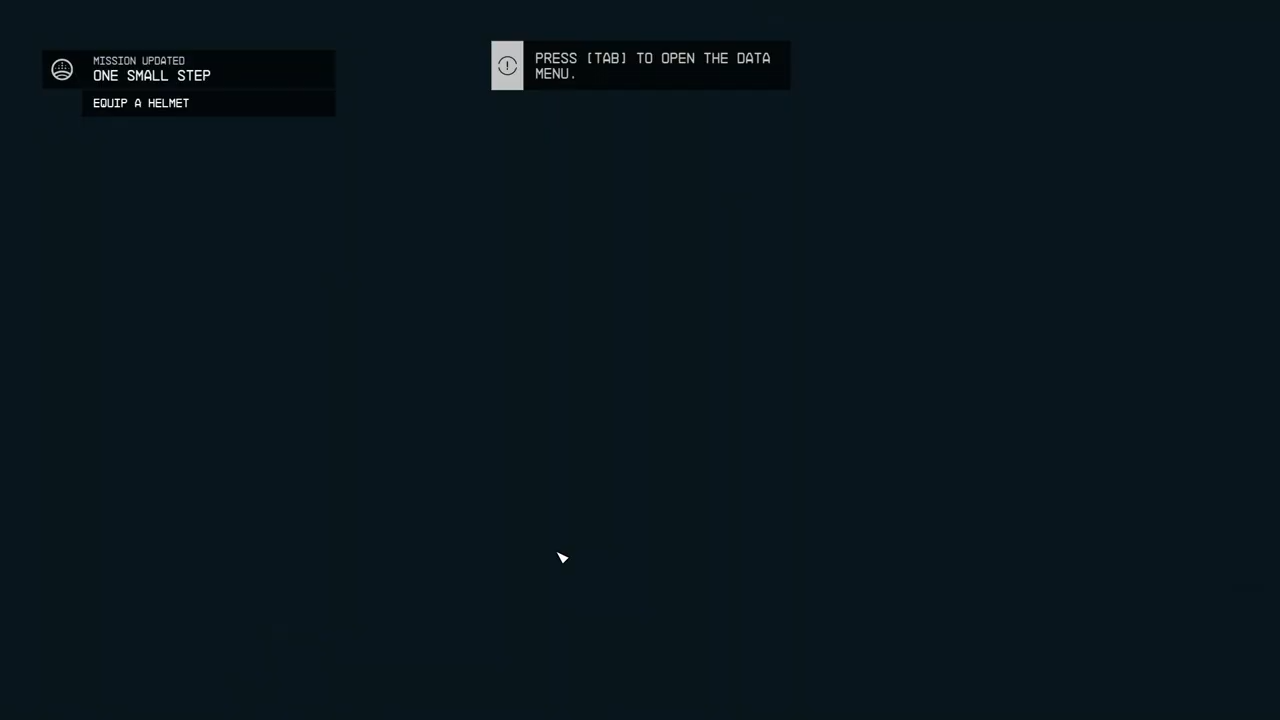 MISSION UPDATED
ONE SMALL STEP
EQUIP A HELMET
PRESS [TAB] TO OPEN THE DATA
MENU.